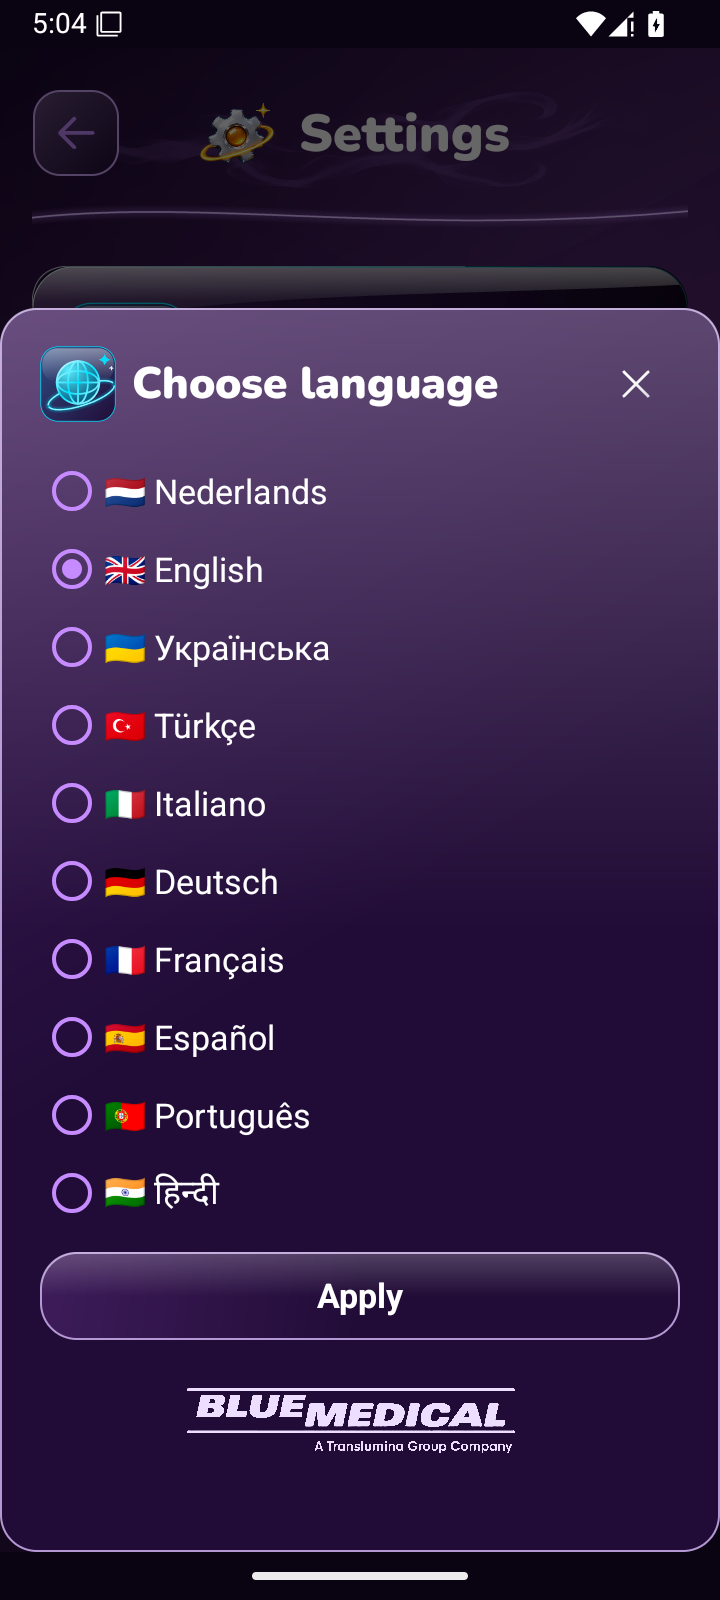 5:04
Settings
Choose language
Nederlands
English
Українська
Türkçe
Italiano
Deutsch
Français
Español
Português
हिन्दी
Apply
BLUEMEDICAL
A Translumina Group Company